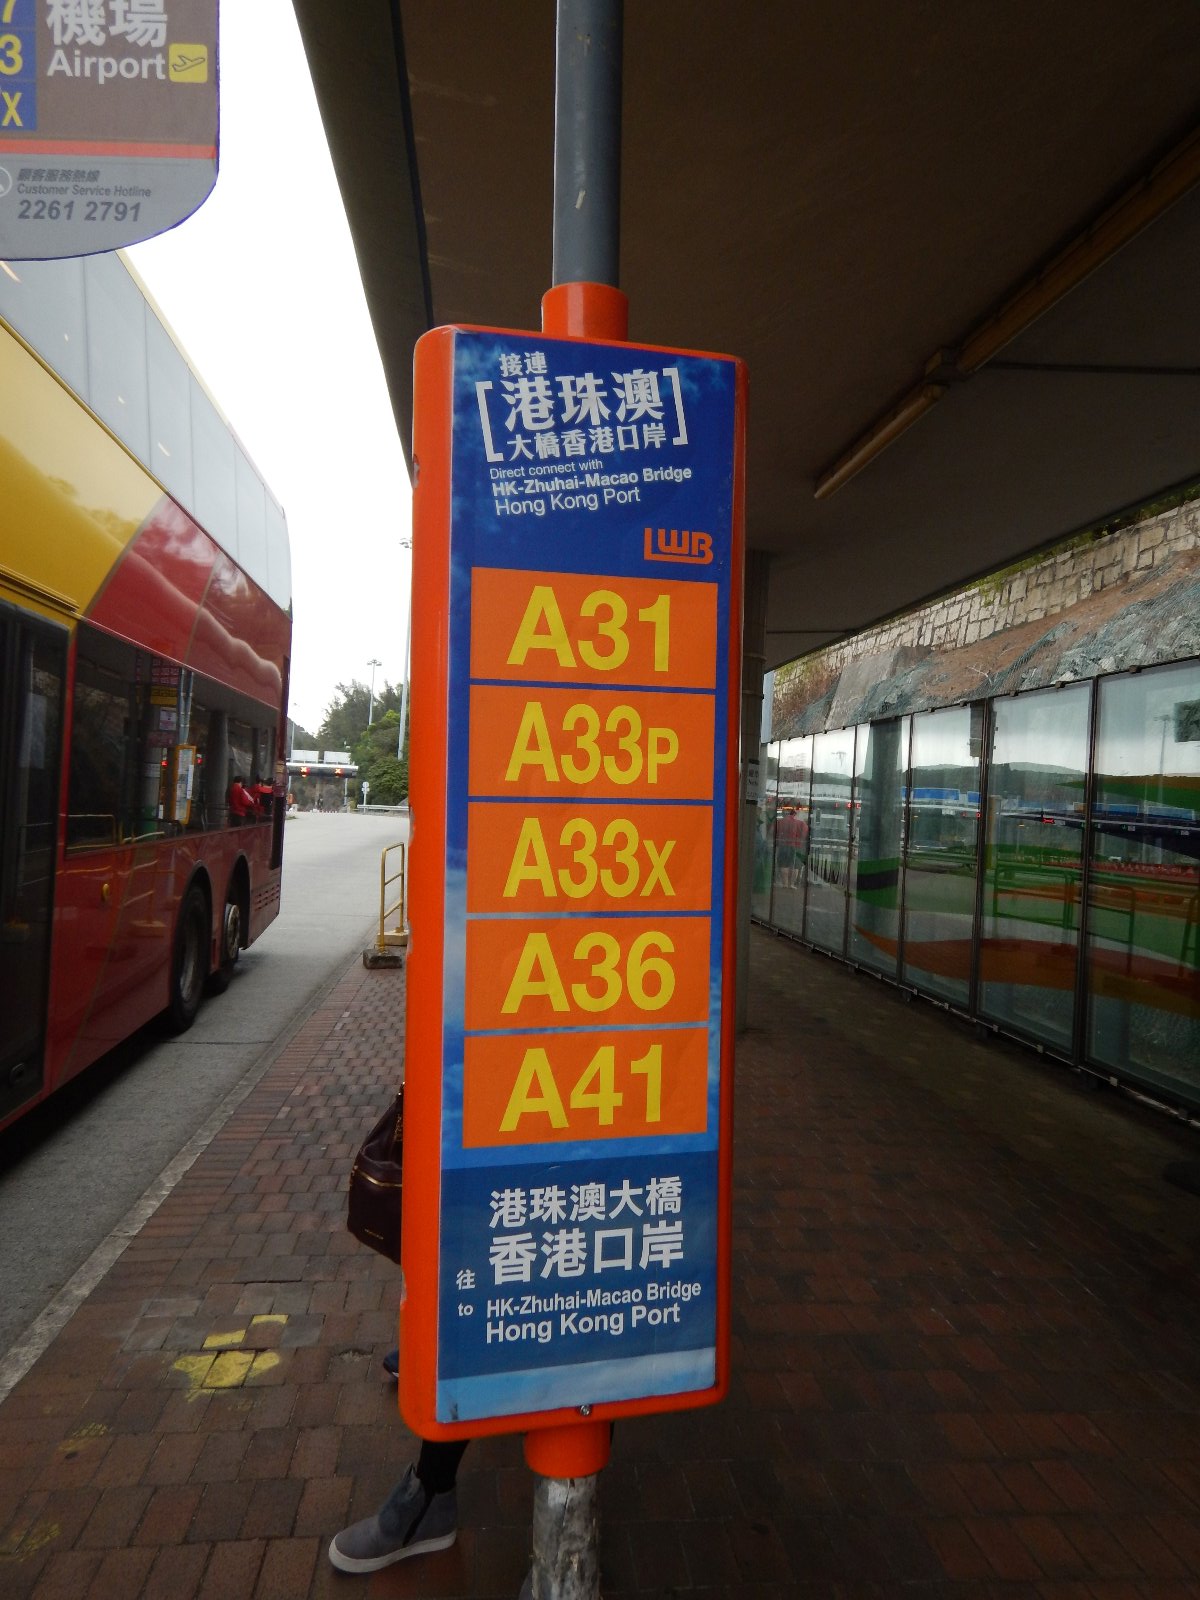 7
3
X
機場
Airport
顧客服務熱線
Customer Service Hotline
2261 2791
接連
[港珠澳
大橋香港口岸]
Direct connect with
HK-Zhuhai-Macao Bridge
Hong Kong Port
LWB
A31
A33P
A33X
A36
A41
港珠澳大橋
往 香港口岸
to HK-Zhuhai-Macao Bridge
Hong Kong Port